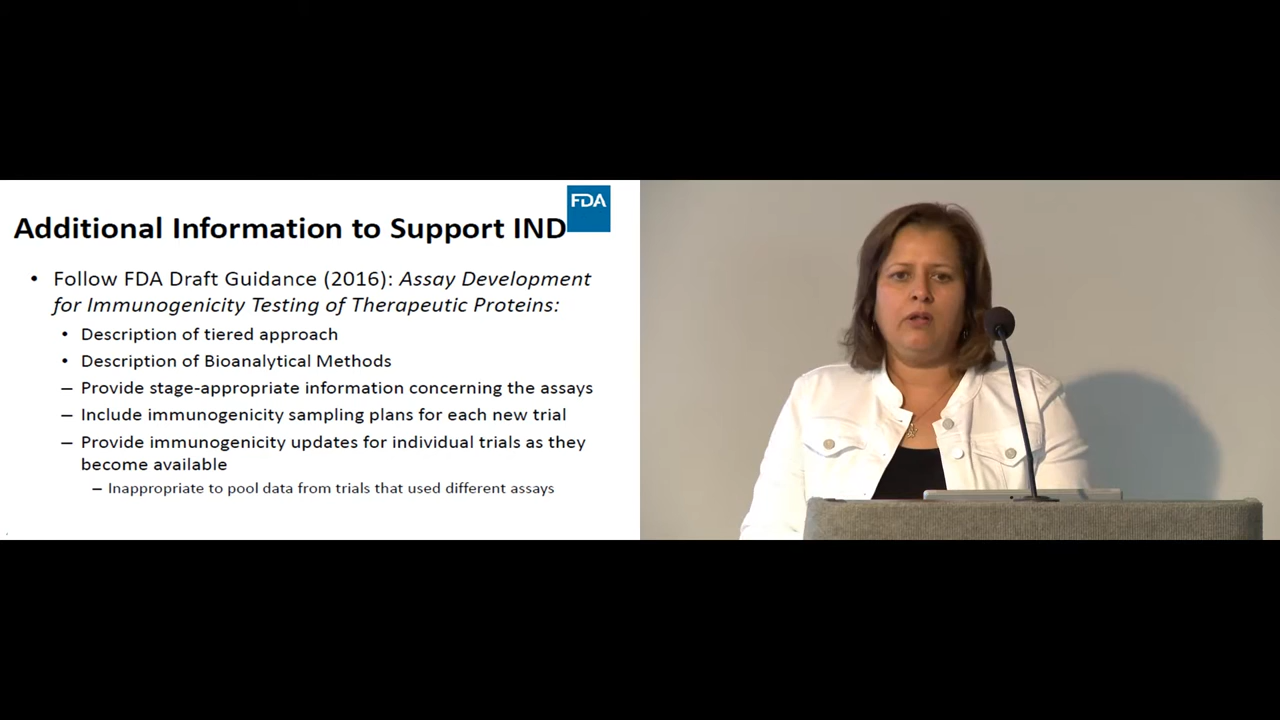 FDA
Additional Information to Support IND
• Follow FDA Draft Guidance (2016): Assay Development
for Immunogenicity Testing of Therapeutic Proteins:
• Description of tiered approach
• Description of Bioanalytical Methods
– Provide stage-appropriate information concerning the assays
– Include immunogenicity sampling plans for each new trial
– Provide immunogenicity updates for individual trials as they
become available
– Inappropriate to pool data from trials that used different assays